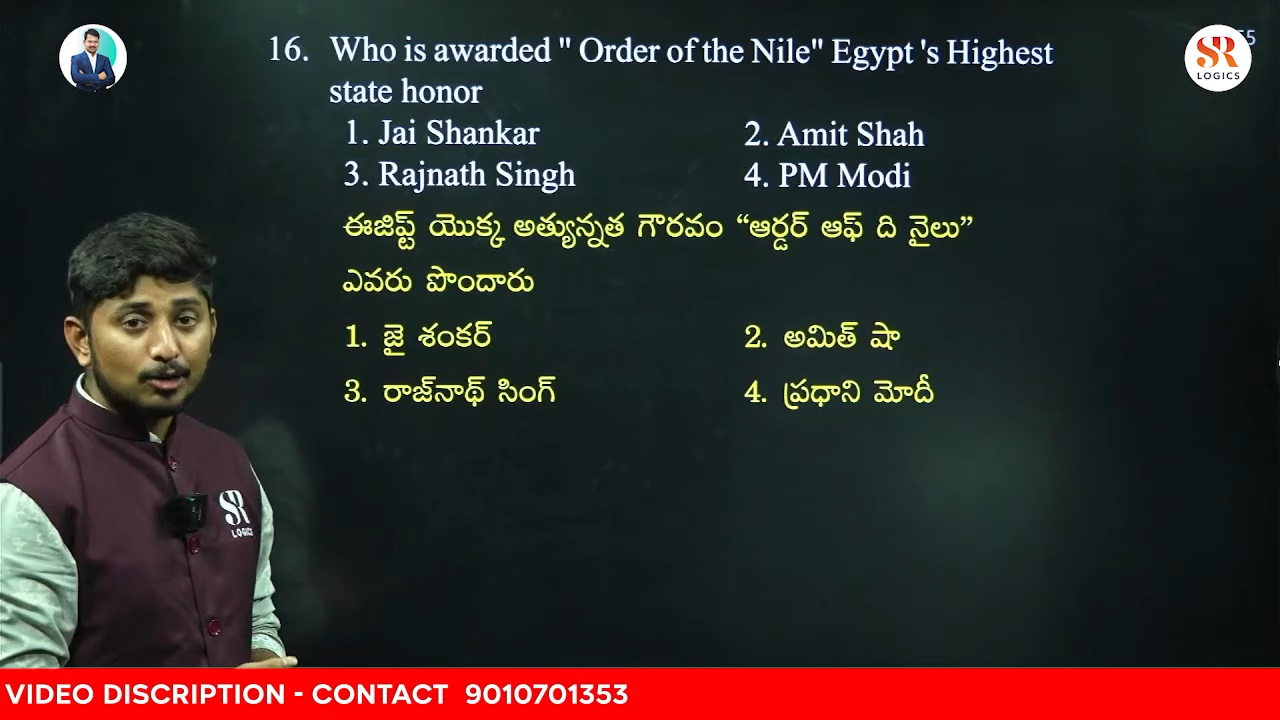 16. Who is awarded " Order of the Nile" Egypt 's Highest
state honor
1. Jai Shankar 2. Amit Shah
3. Rajnath Singh 4. PM Modi
ఈజిప్ట్ యొక్క అత్యున్నత గౌరవం “ఆర్డర్ ఆఫ్ ది నైలు”
ఎవరు పొందారు
1. జై శంకర్ 2. అమిత్ షా
3. రాజ్‌నాథ్ సింగ్ 4. ప్రధాని మోదీ
SR
LOGICS
SR
LOGICS
VIDEO DISCRIPTION - CONTACT 9010701353